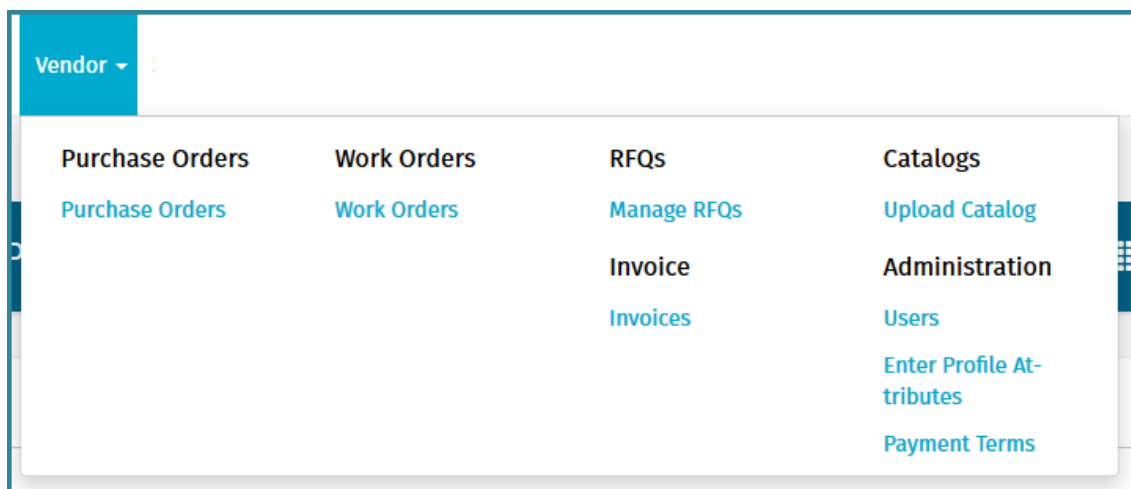 Vendor
Purchase Orders
Purchase Orders
Work Orders
Work Orders
RFQs
Manage RFQs
Invoice
Invoices
Catalogs
Upload Catalog
Administration
Users
Enter Profile At-
tributes
Payment Terms